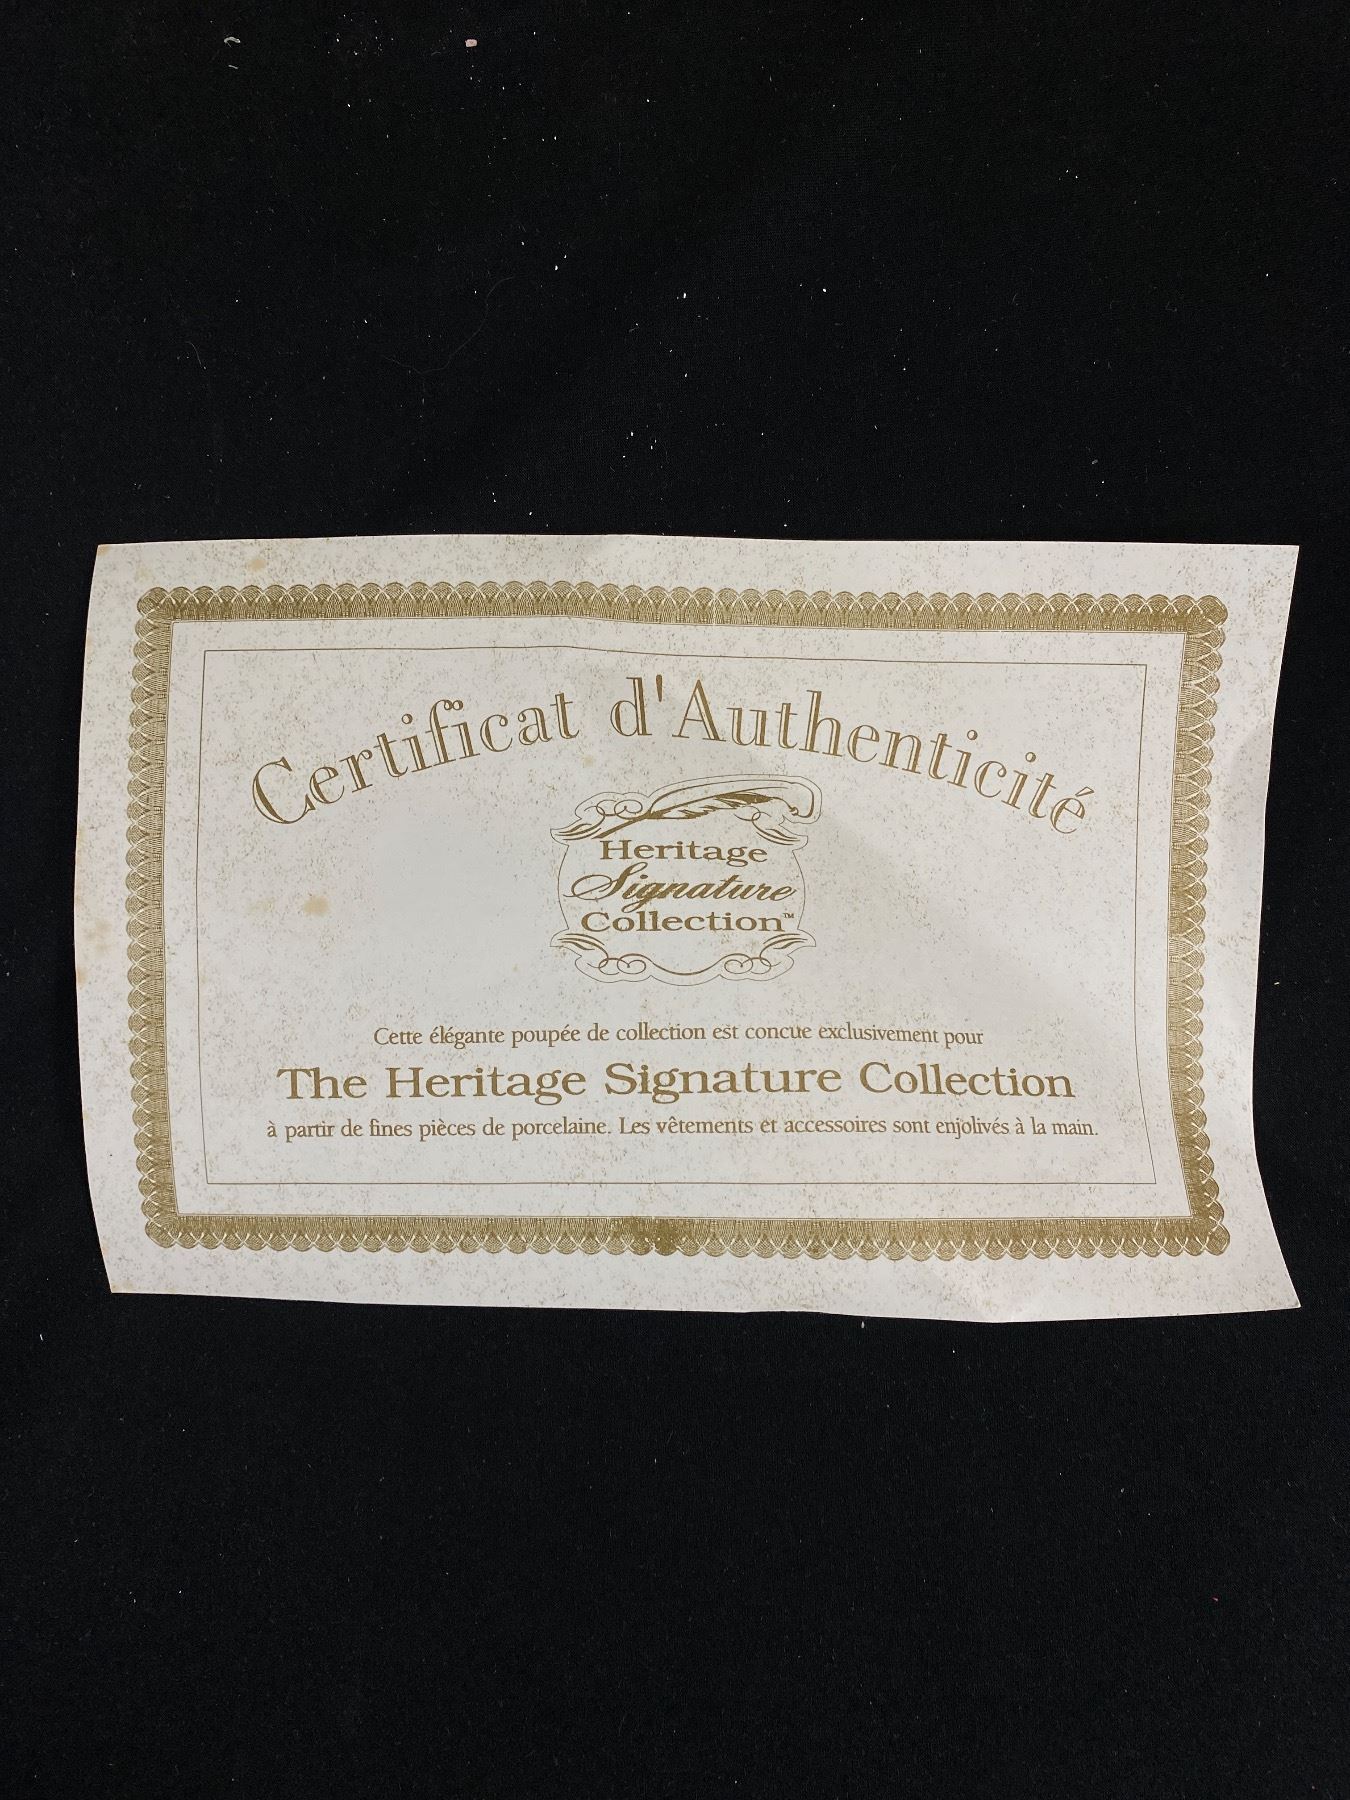 Certificat d'Authenticité
Heritage
Signature
Collection™
Cette élégante poupée de collection est concue exclusivement pour
The Heritage Signature Collection
à partir de fines pièces de porcelaine. Les vêtements et accessoires sont enjolivés à la main.